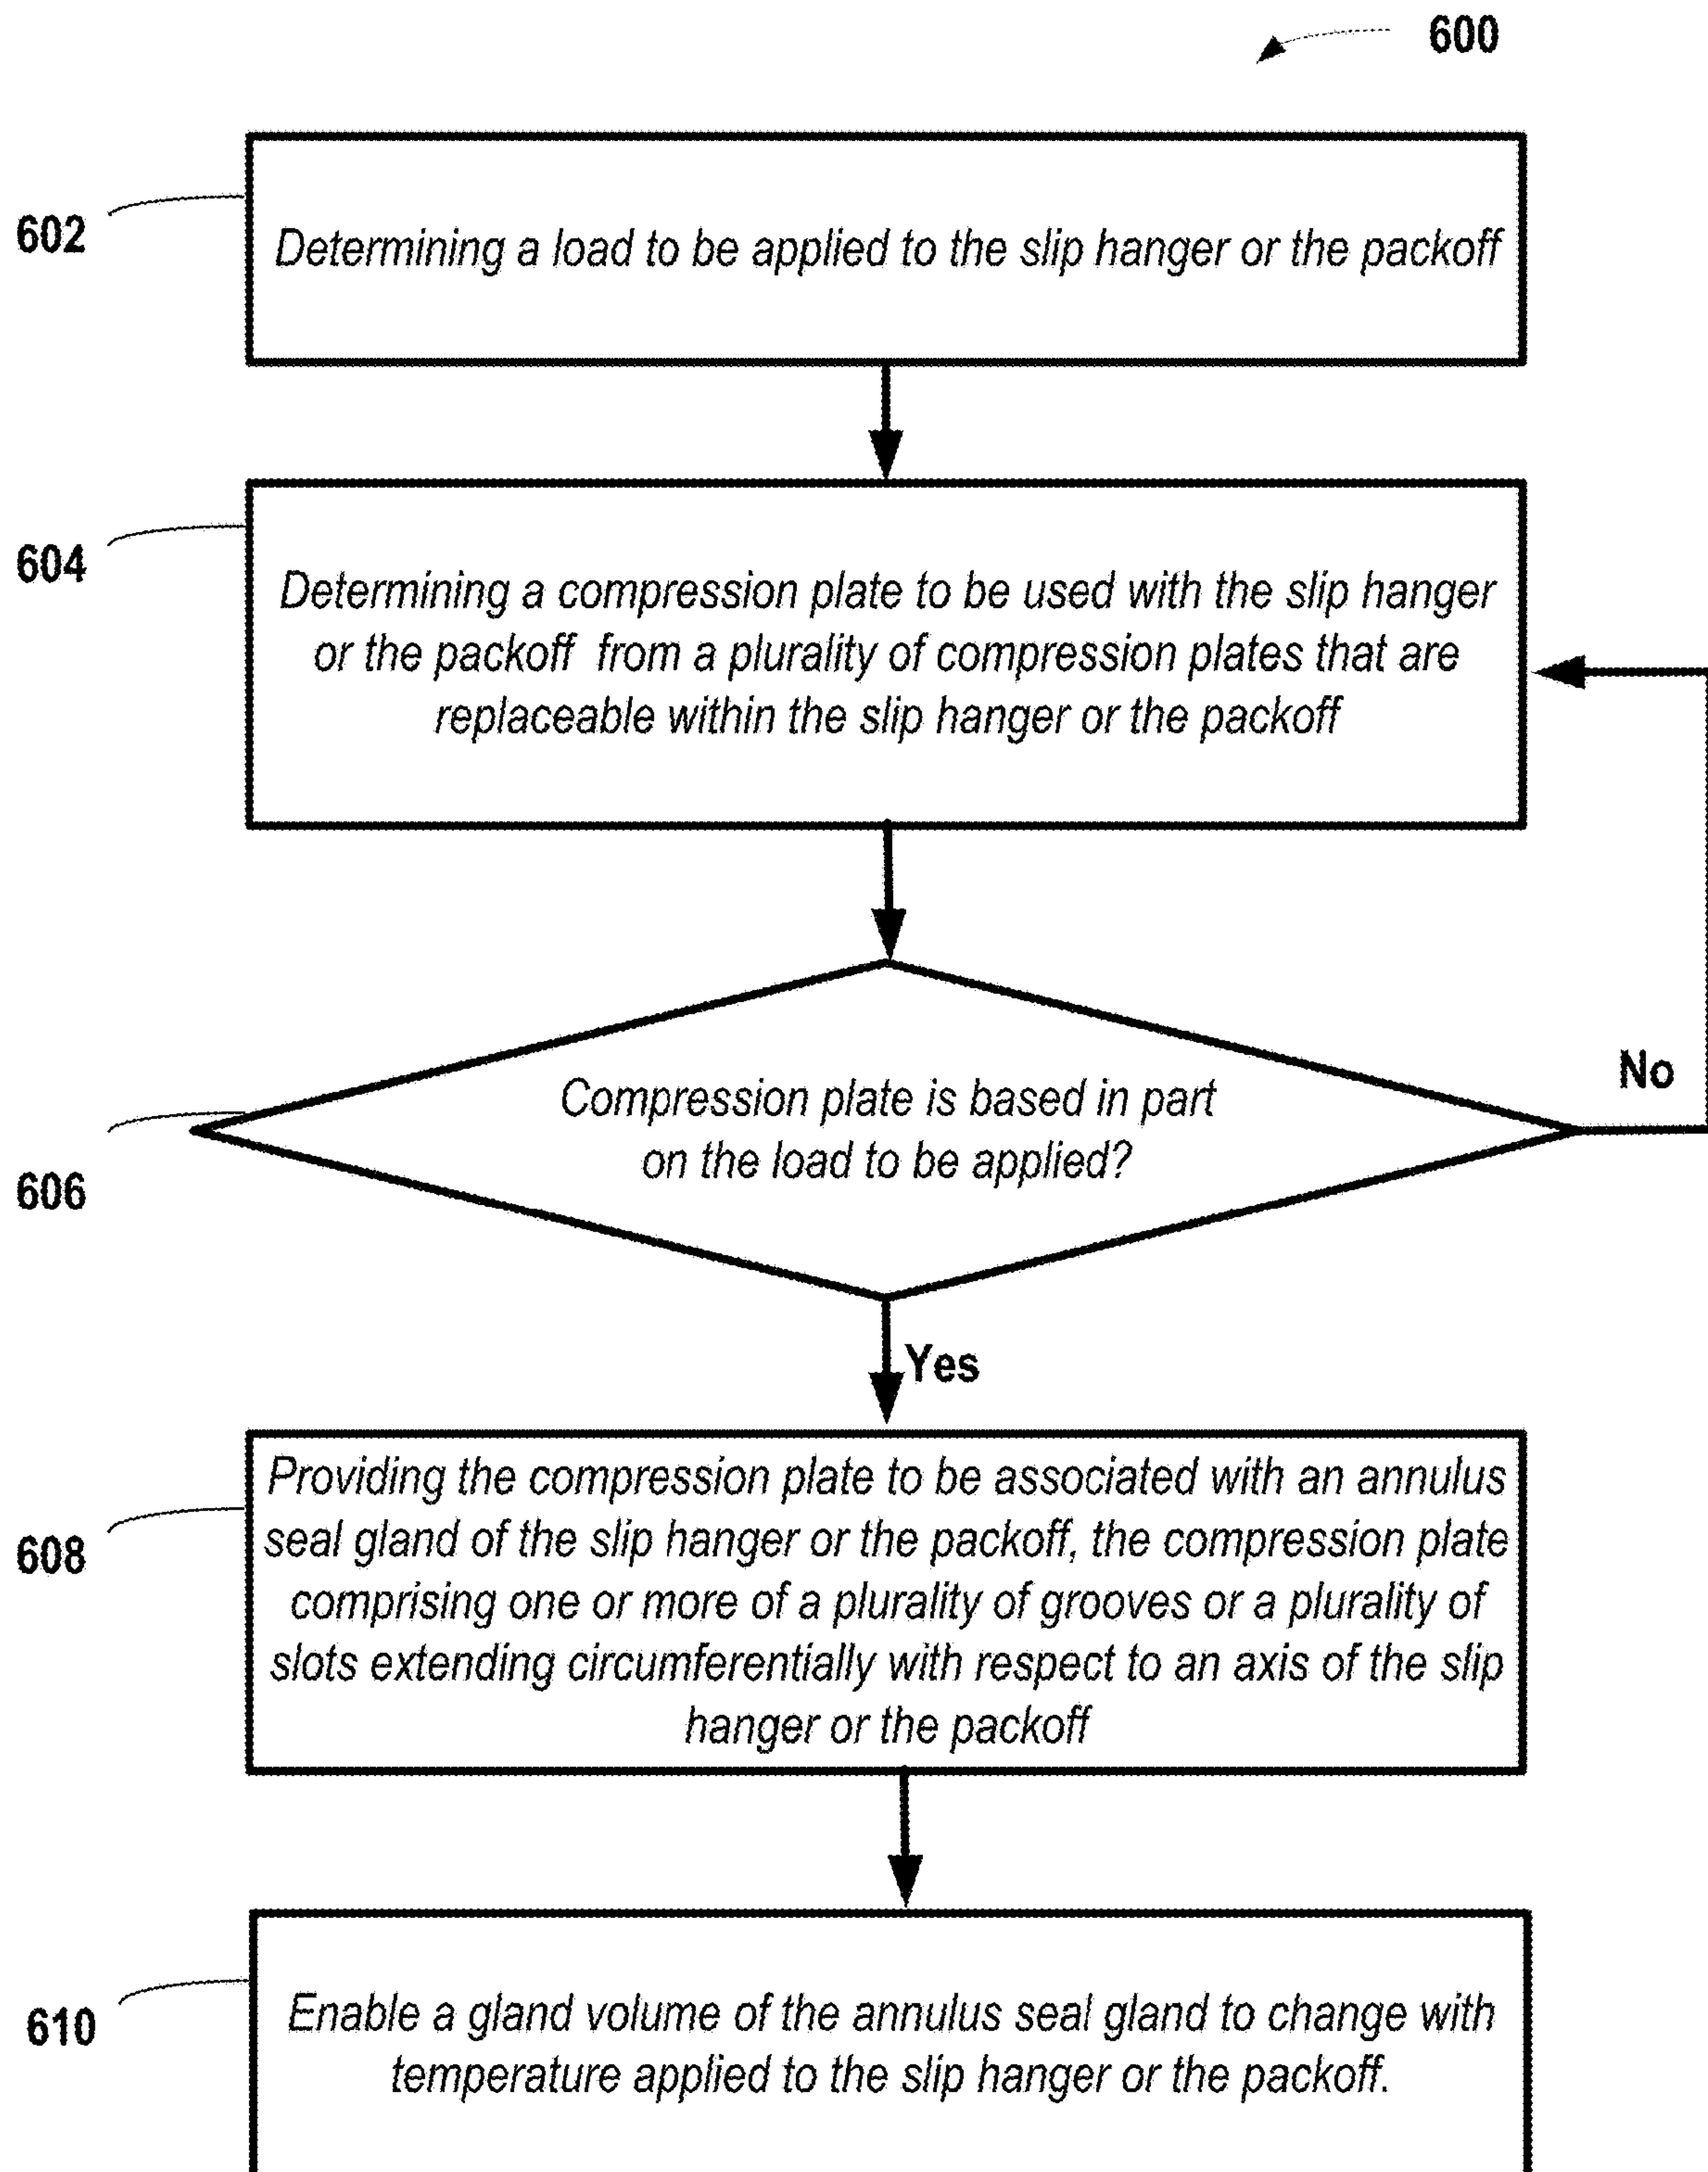 600
602
Determining a load to be applied to the slip hanger or the packoff
604
Determining a compression plate to be used with the slip hanger
or the packoff from a plurality of compression plates that are
replaceable within the slip hanger or the packoff
606
Compression plate is based in part
on the load to be applied?
No
Yes
608
Providing the compression plate to be associated with an annulus
seal gland of the slip hanger or the packoff, the compression plate
comprising one or more of a plurality of grooves or a plurality of
slots extending circumferentially with respect to an axis of the slip
hanger or the packoff
610
Enable a gland volume of the annulus seal gland to change with
temperature applied to the slip hanger or the packoff.